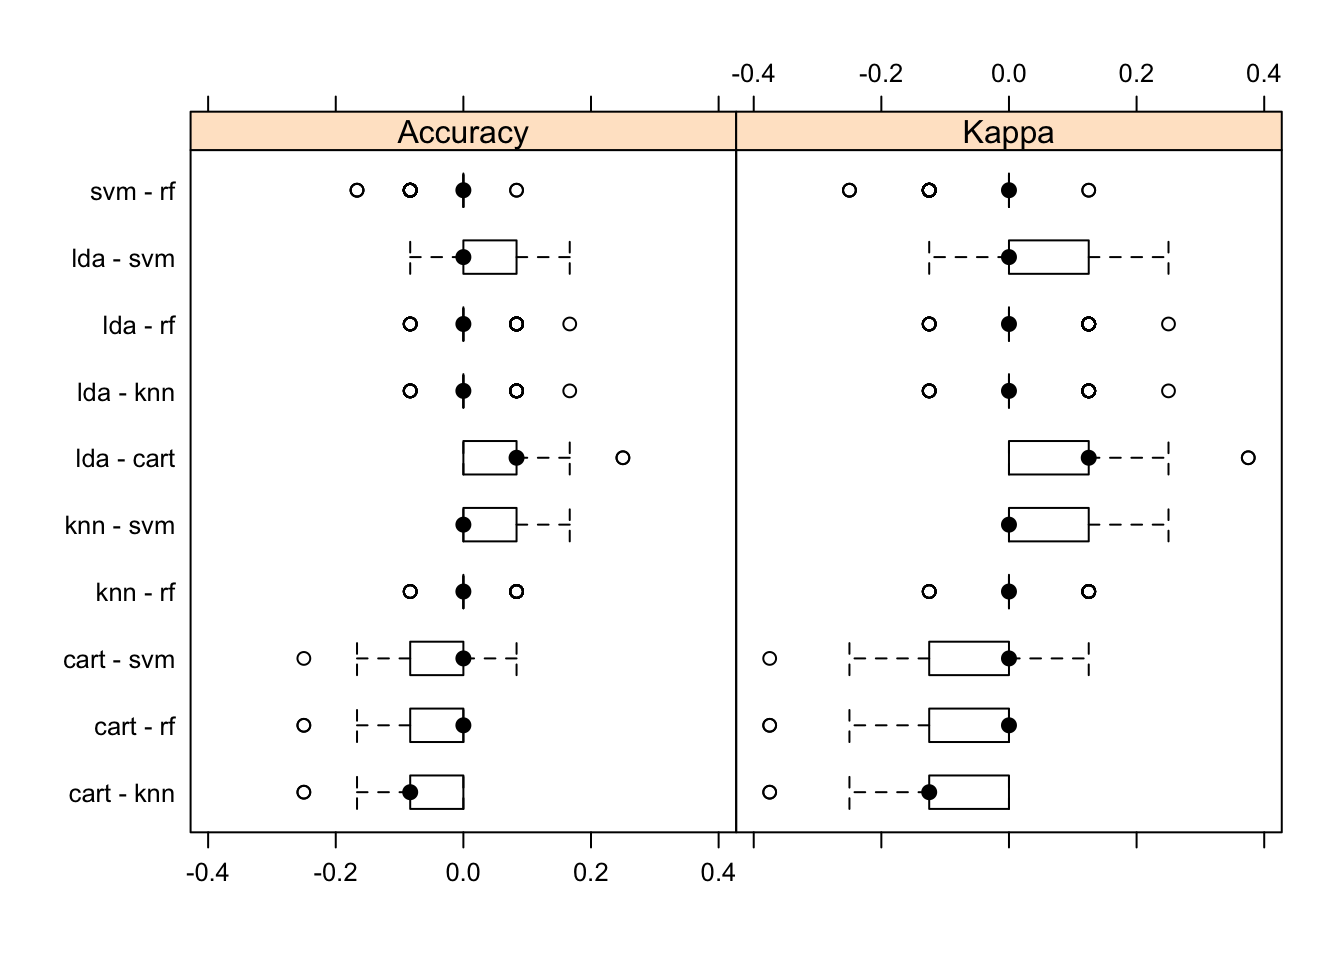 -0.4 -0.2 0.0 0.2 0.4
Accuracy Kappa
svm - rf
lda - svm
lda - rf
lda - knn
lda - cart
knn - svm
knn - rf
cart - svm
cart - rf
cart - knn
-0.4 -0.2 0.0 0.2 0.4